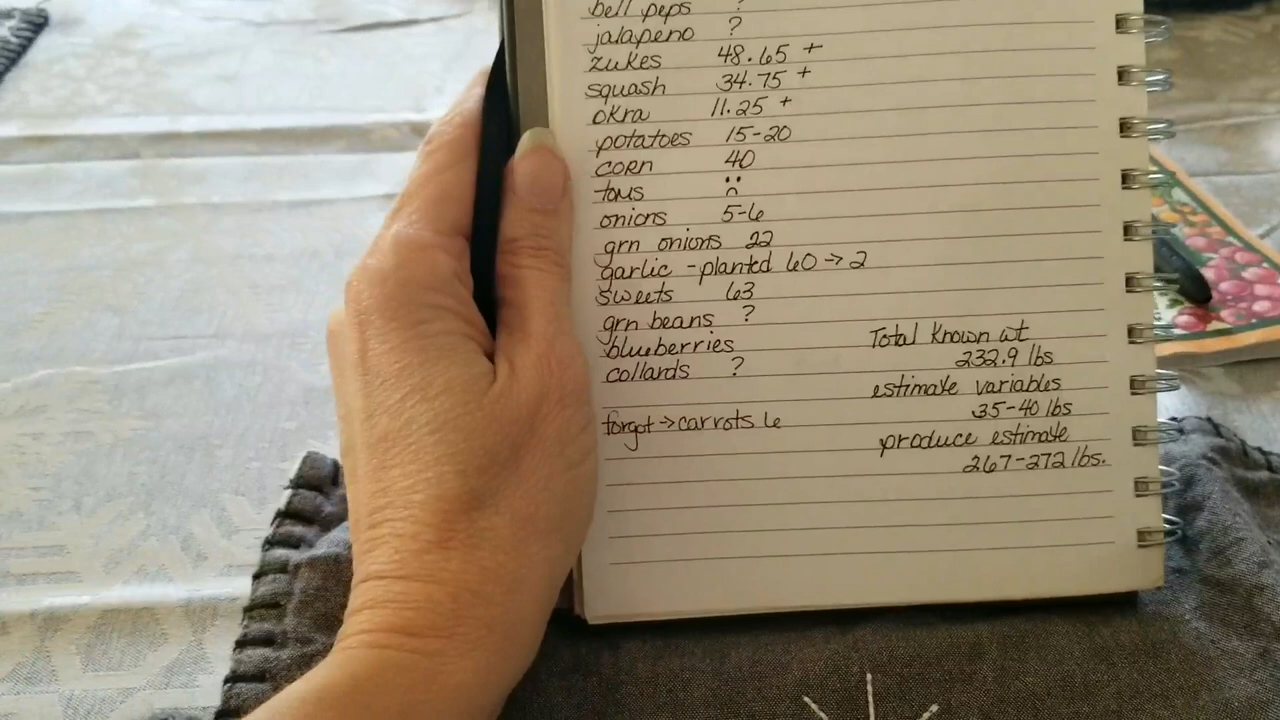 bell peps ?
jalapeno ?
zukes 48.65 +
squash 34.75 +
okra 11.25 +
potatoes 15-20
corn 40
toms
onions 5-6
grn onions 22
garlic - planted 60 → 2
sweets 63
grn beans ?
blueberries
collards ?
forgot → carrots 6
Total known wt
232.9 lbs
estimate variables
35-40 lbs
produce estimate
267-272 lbs.